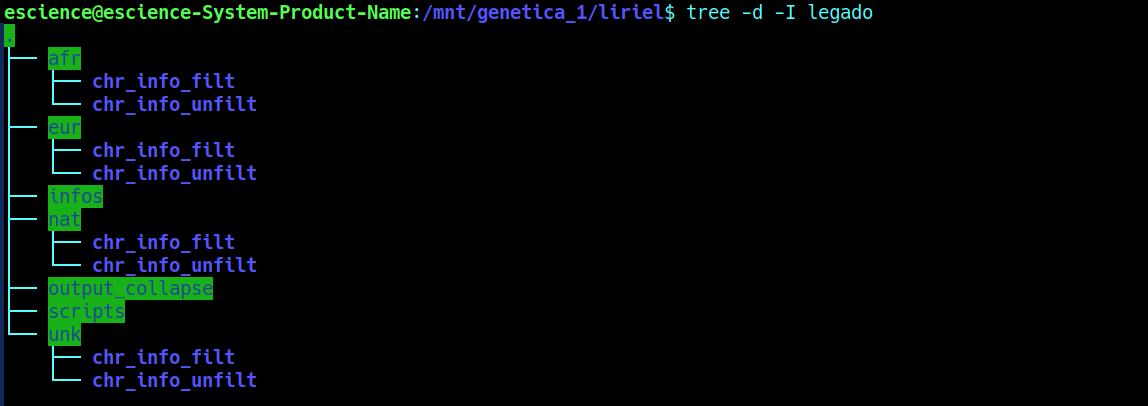 escience@escience-System-Product-Name:/mnt/genetica_1/liriel$ tree -d -I legado
.
├── afr
│   ├── chr_info_filt
│   └── chr_info_unfilt
├── eur
│   ├── chr_info_filt
│   └── chr_info_unfilt
├── infos
├── nat
│   ├── chr_info_filt
│   └── chr_info_unfilt
├── output_collapse
├── scripts
└── unk
    ├── chr_info_filt
    └── chr_info_unfilt